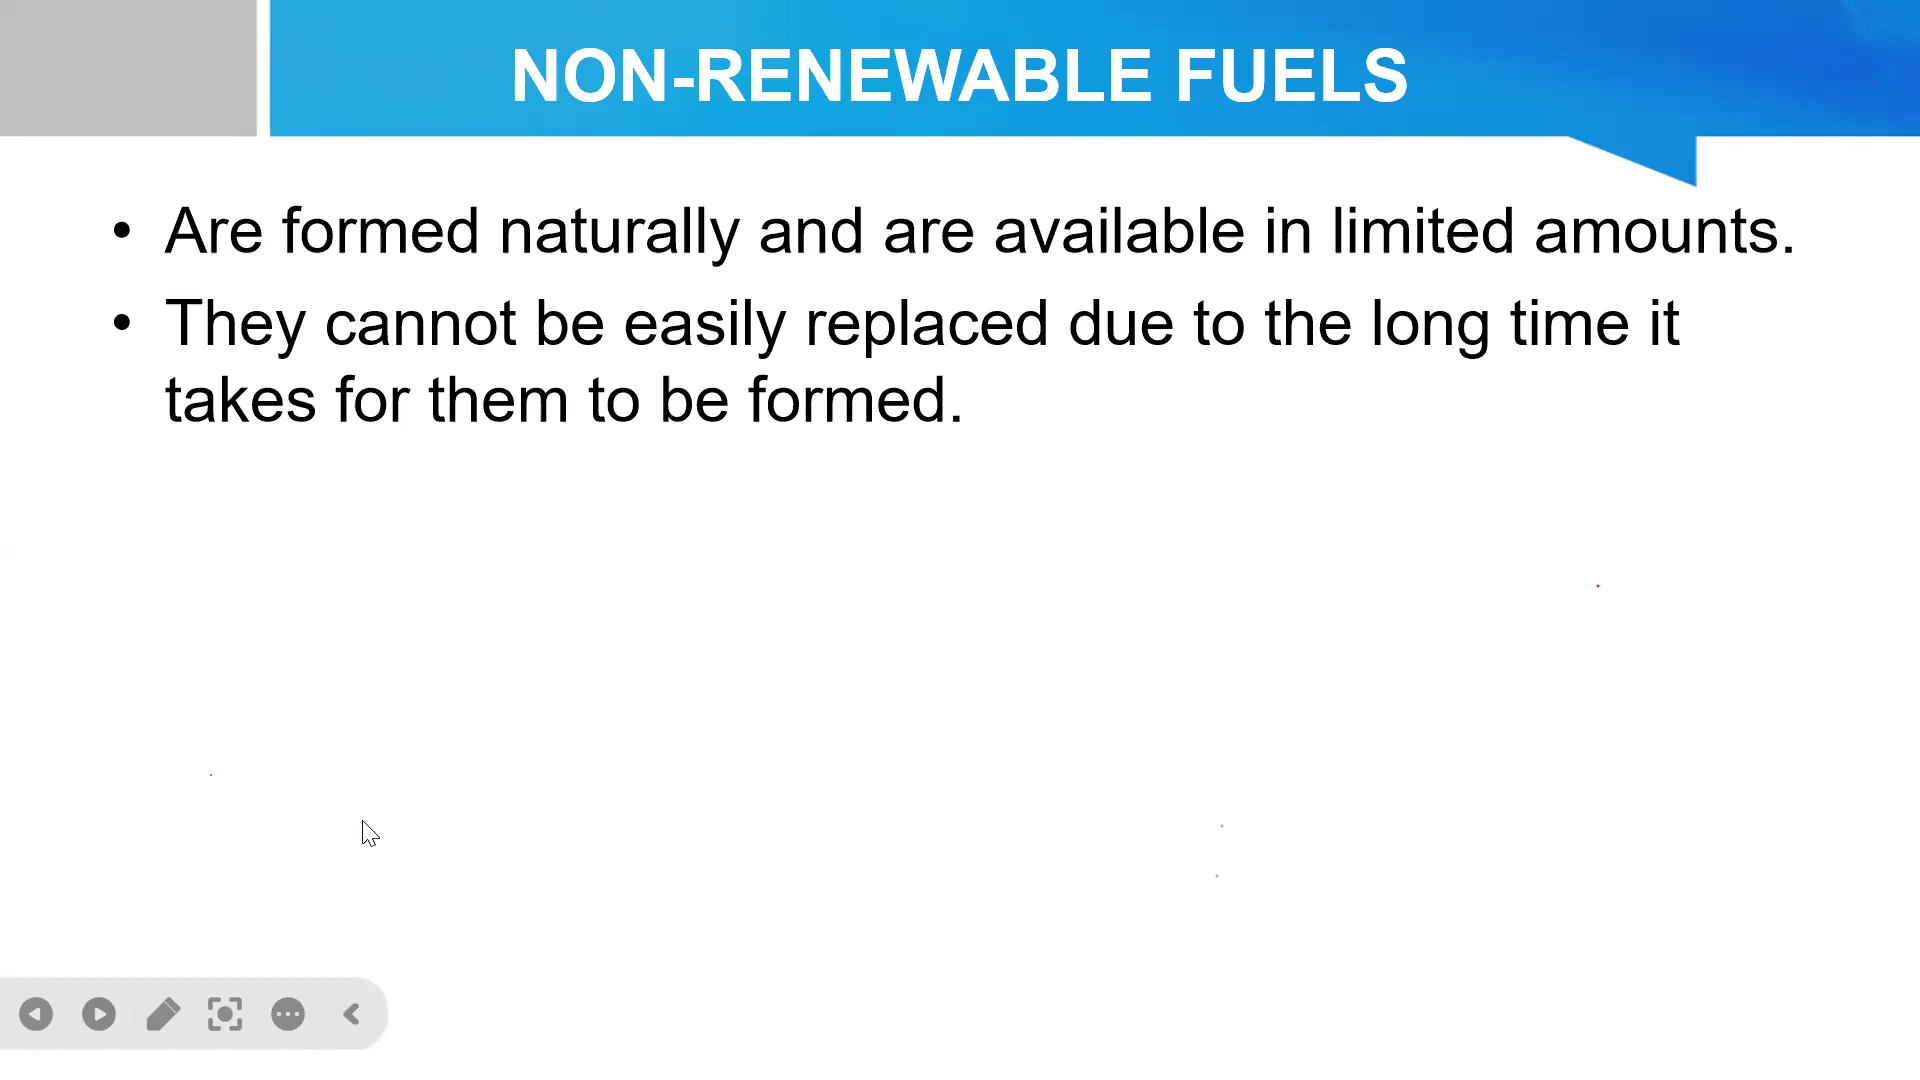 NON-RENEWABLE FUELS
• Are formed naturally and are available in limited amounts.
• They cannot be easily replaced due to the long time it
takes for them to be formed.